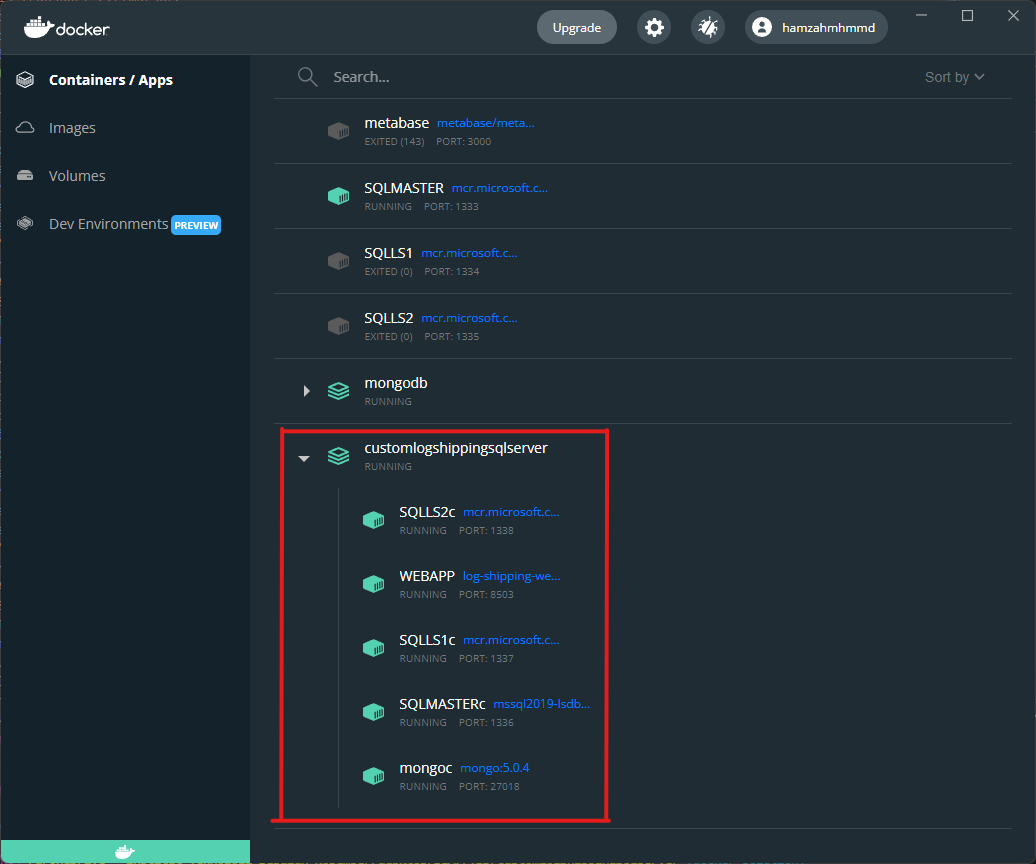 docker
Upgrade
hamzahmhmmd
Containers / Apps
Images
Volumes
Dev Environments PREVIEW
Search...
Sort by
metabase metabase/meta...
EXITED (143) PORT: 3000
SQLMASTER mcr.microsoft.c...
RUNNING PORT: 1333
SQLLS1 mcr.microsoft.c...
EXITED (0) PORT: 1334
SQLLS2 mcr.microsoft.c...
EXITED (0) PORT: 1335
mongodb
RUNNING
customlogshippingsqlserver
RUNNING
SQLLS2c mcr.microsoft.c...
RUNNING PORT: 1338
WEBAPP log-shipping-we...
RUNNING PORT: 8503
SQLLS1c mcr.microsoft.c...
RUNNING PORT: 1337
SQLMASTERc mssql2019-lsdb...
RUNNING PORT: 1336
mongoc mongo:5.0.4
RUNNING PORT: 27018